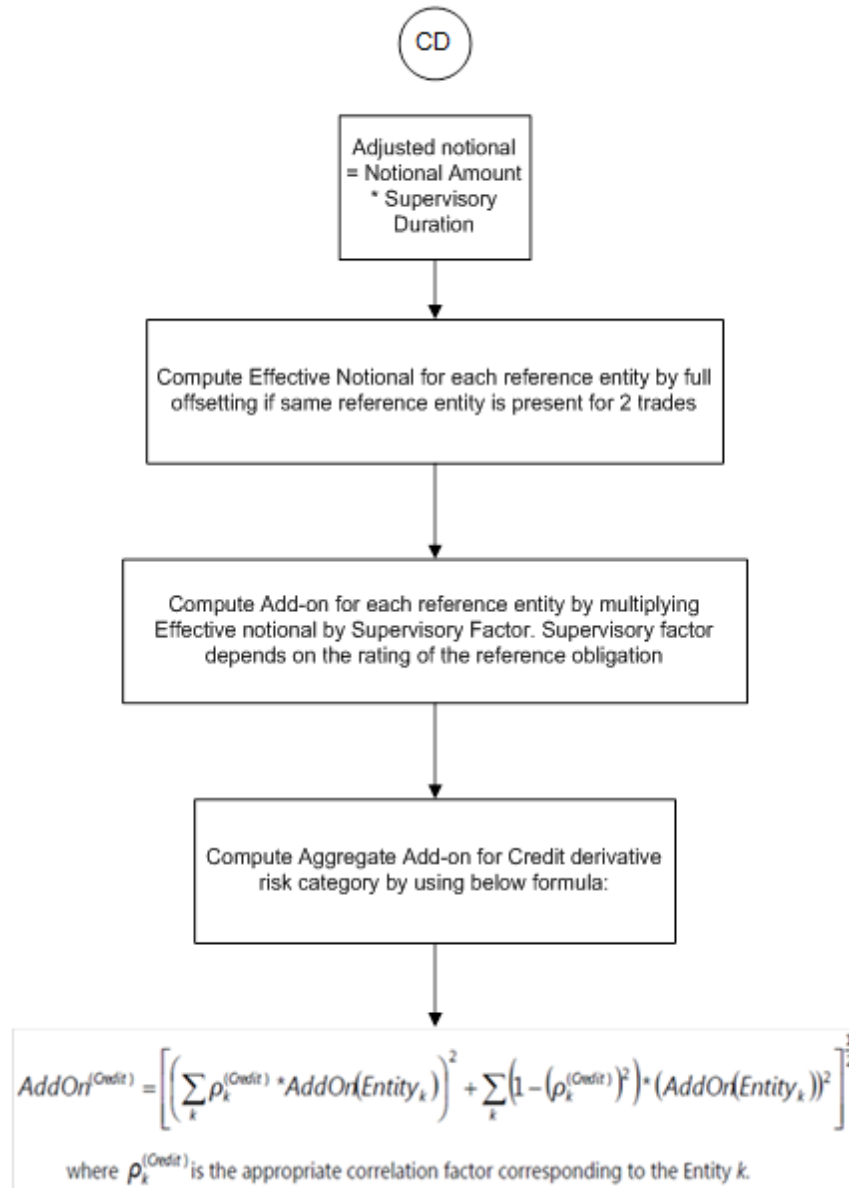 CD
Adjusted notional
= Notional Amount
* Supervisory
Duration
Compute Effective Notional for each reference entity by full
offsetting if same reference entity is present for 2 trades
Compute Add-on for each reference entity by multiplying
Effective notional by Supervisory Factor. Supervisory factor
depends on the rating of the reference obligation
Compute Aggregate Add-on for Credit derivative
risk category by using below formula:
AddOn^(Credit) = [(∑_k ρ_k^(Credit) * AddOn(Entity_k))^2 + ∑_k (1 − (ρ_k^(Credit))^2) * (AddOn(Entity_k))^2]^(1/2)
where ρ_k^(Credit) is the appropriate correlation factor corresponding to the Entity k.